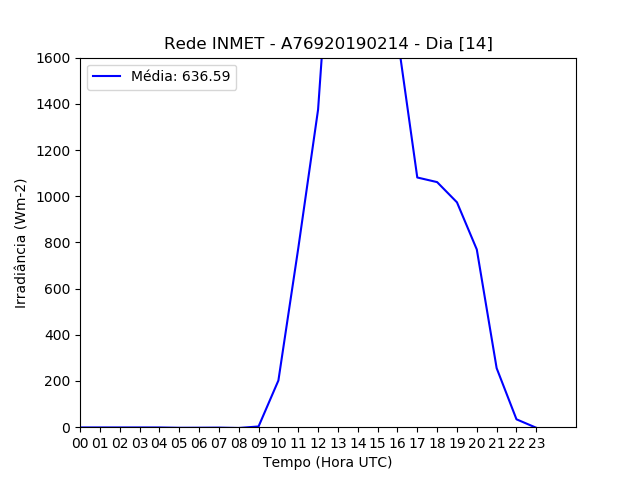 Rede INMET - A76920190214 - Dia [14]
Média: 636.59
1600
1400
1200
1000
800
600
400
200
0
Irradiância (Wm-2)
00 01 02 03 04 05 06 07 08 09 10 11 12 13 14 15 16 17 18 19 20 21 22 23
Tempo (Hora UTC)